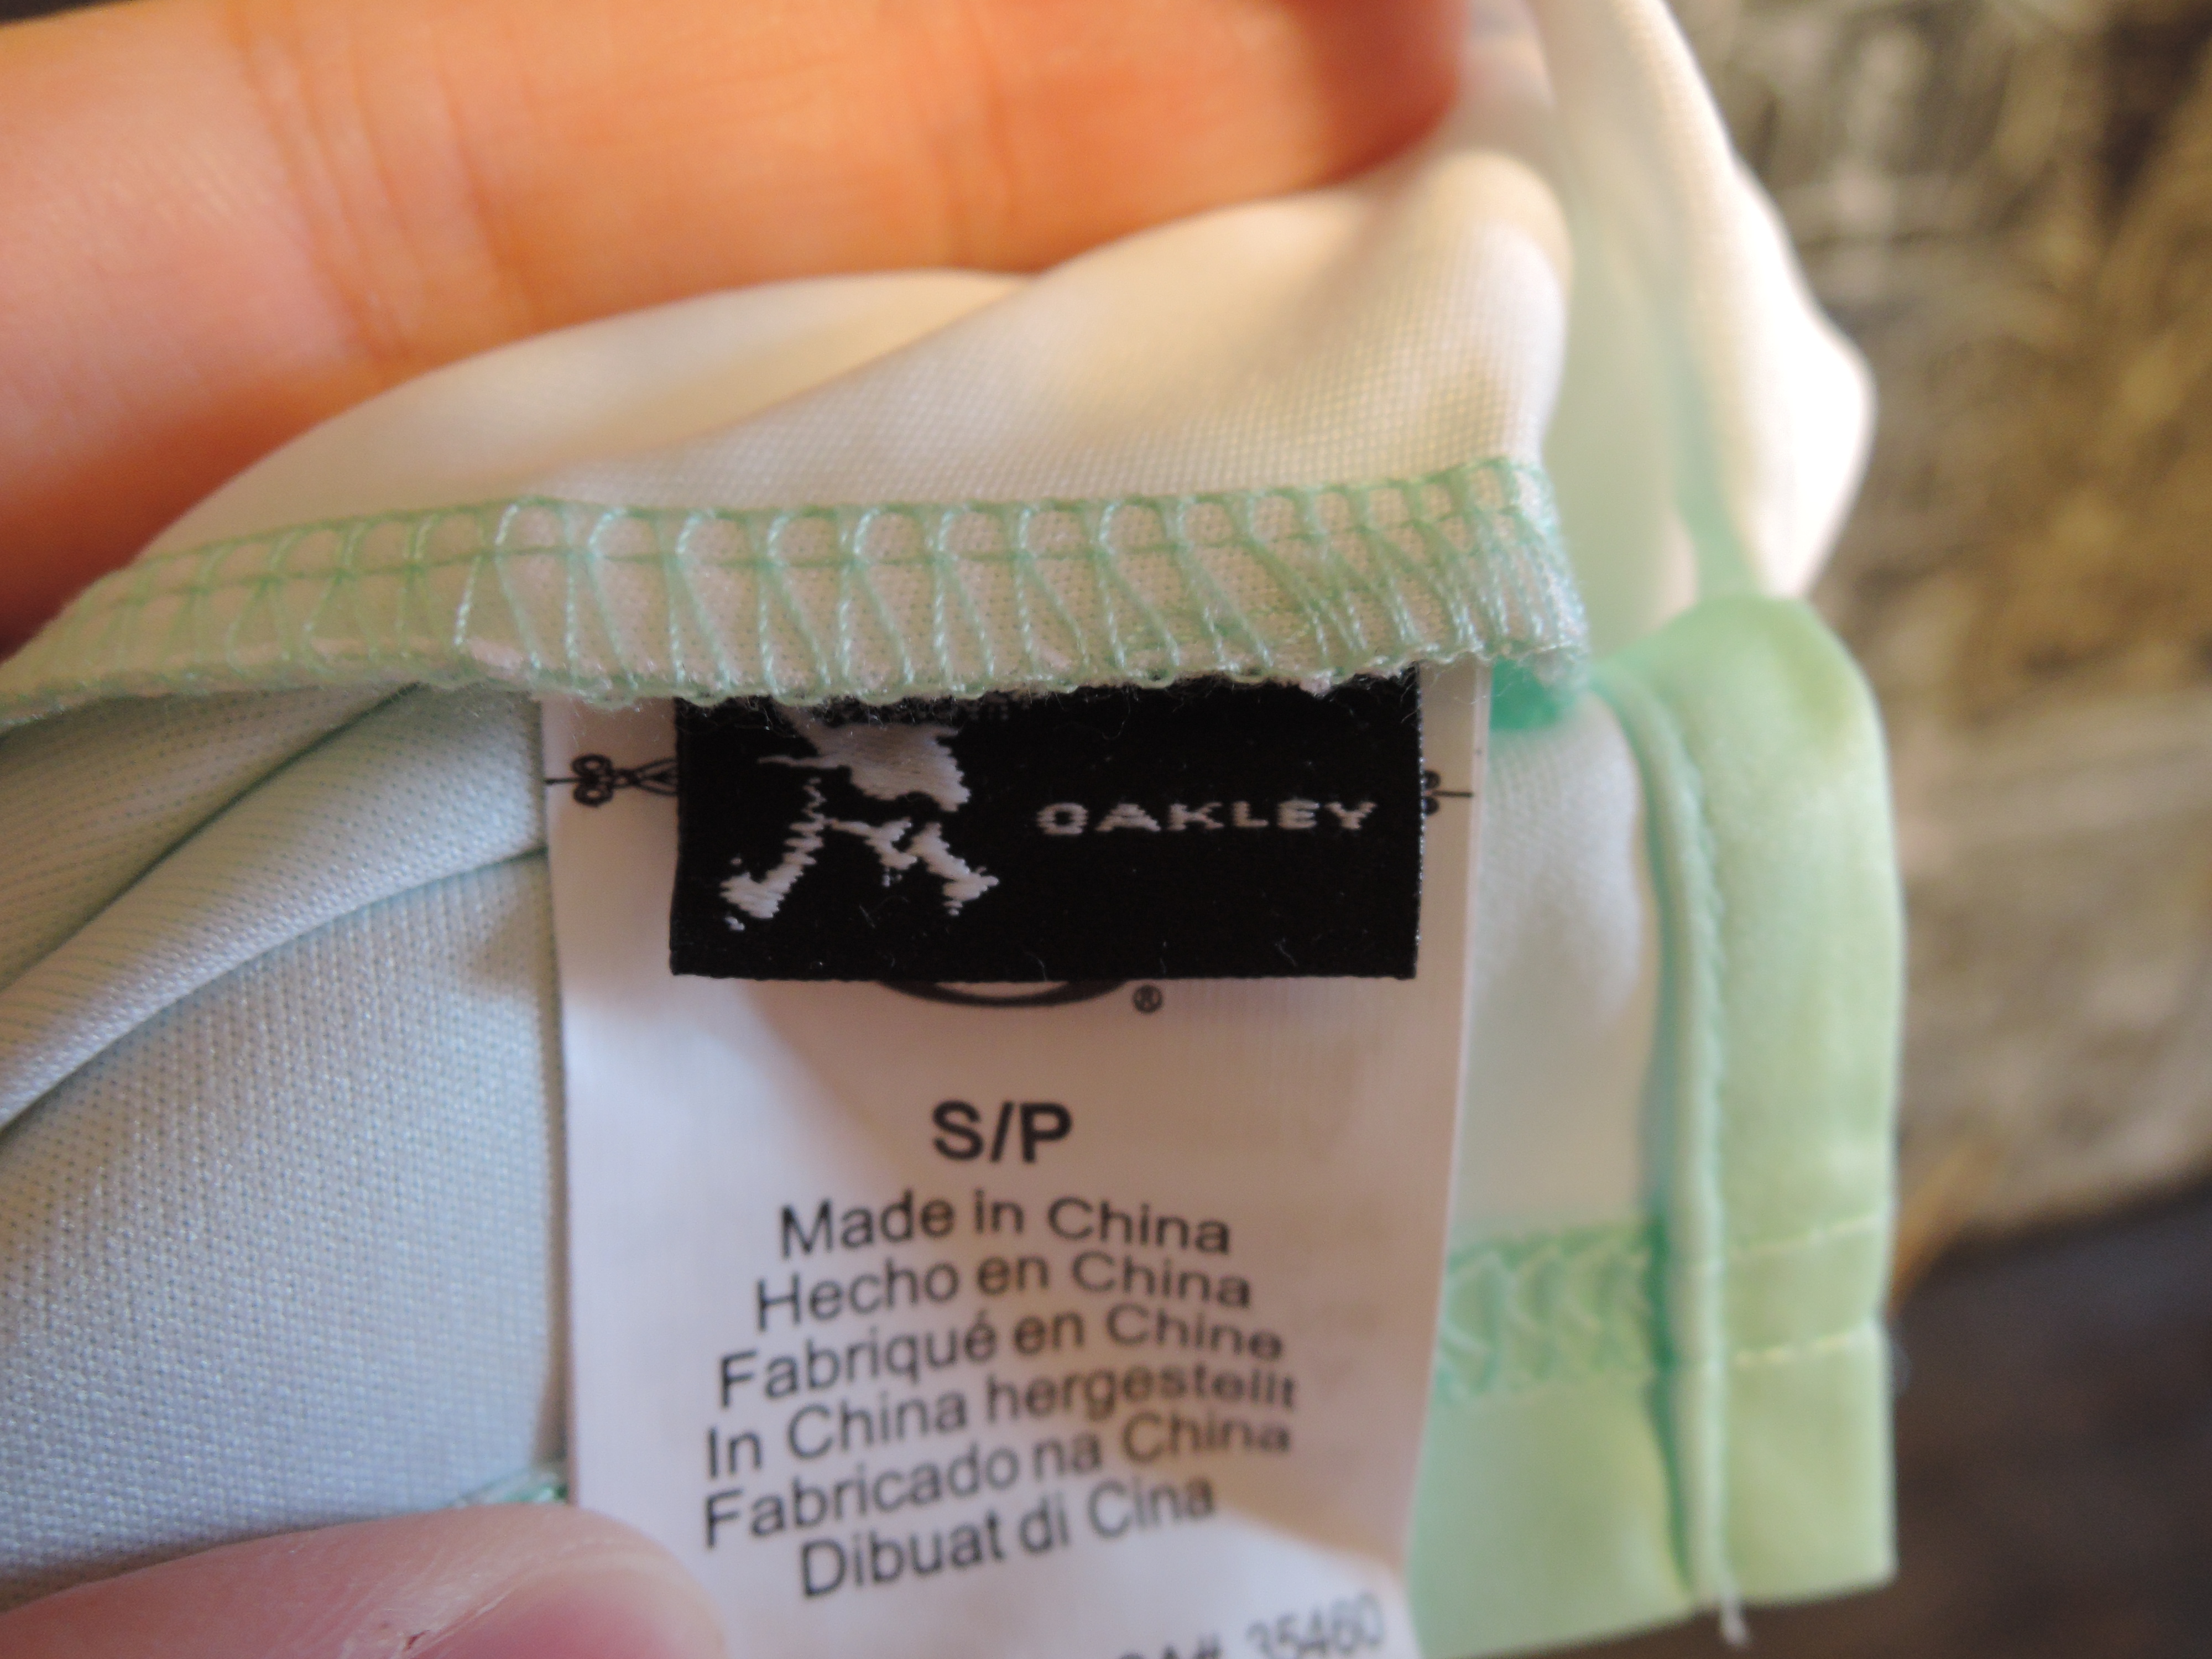 OAKLEY
®
S/P
Made in China
Hecho en China
Fabriqué en Chine
In China hergestellt
Fabricado na China
Dibuat di Cina
35460